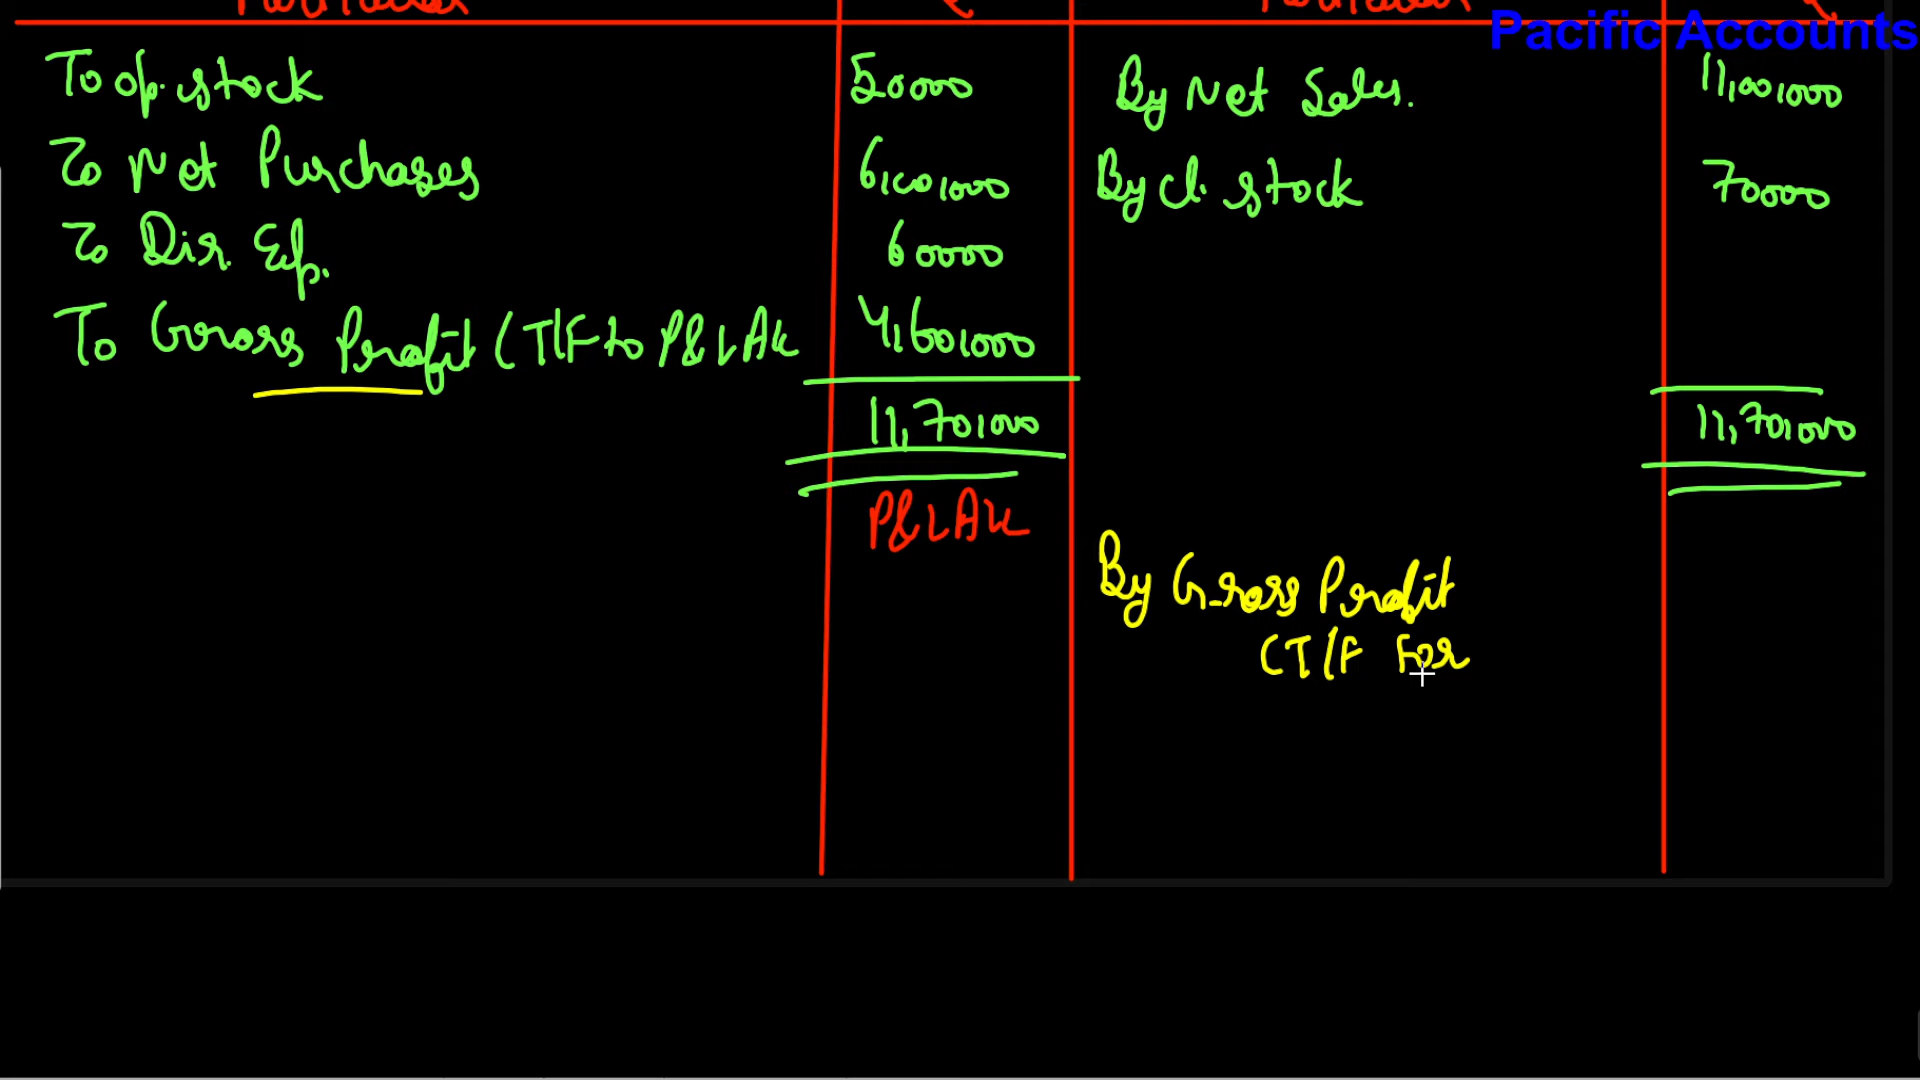 Particulars ₹ Particulars ₹
Pacific Accounts
To op. stock 50000 By Net Sales. 11,00,000
To Net Purchases 6,00,000 By cl. stock 70000
To Dir. Exp. 60000
To Gross Profit (T/F to P&L A/c 4,60,000
11,70,000 11,70,000
P&L A/c
By Gross Profit
(T/F For